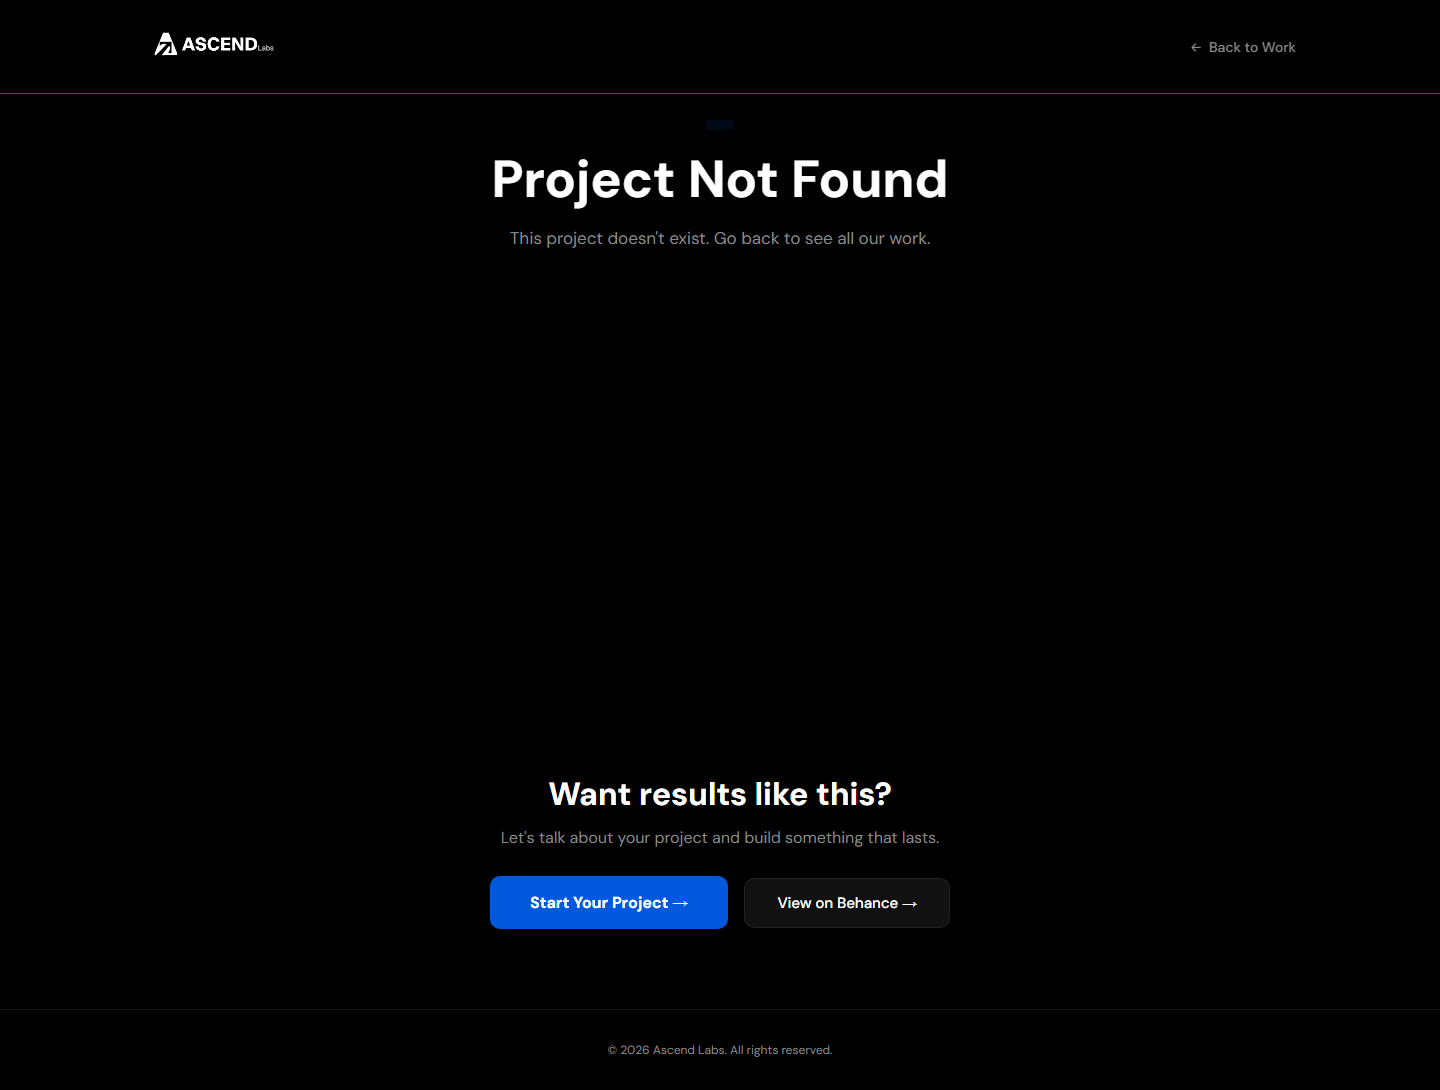 ASCEND Labs
← Back to Work
Project Not Found
This project doesn't exist. Go back to see all our work.
Want results like this?
Let's talk about your project and build something that lasts.
Start Your Project →
View on Behance →
© 2026 Ascend Labs. All rights reserved.